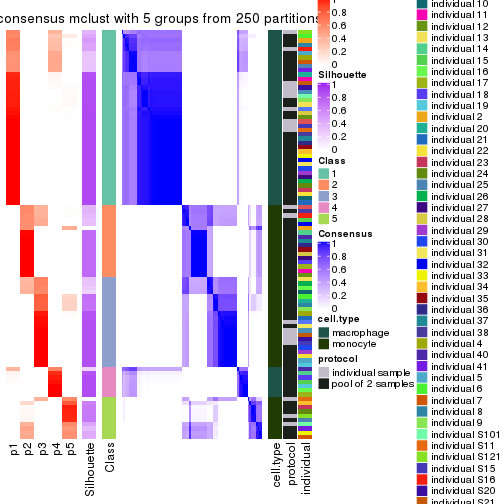 consensus mclust with 5 groups from 250 partitions
0.8
0.6
0.4
0.2
0
Silhouette
1
0.8
0.6
0.4
0.2
0
Class
1
2
3
4
5
Consensus
1
0.8
0.6
0.4
0.2
0
cell.type
macrophage
monocyte
protocol
individual sample
pool of 2 samples
p1
p2
p3
p4
p5
Silhouette
Class
cell.type
protocol
individual
individual 10
individual 11
individual 12
individual 13
individual 14
individual 15
individual 16
individual 17
individual 18
individual 19
individual 2
individual 20
individual 21
individual 22
individual 23
individual 24
individual 25
individual 26
individual 27
individual 28
individual 29
individual 30
individual 31
individual 32
individual 33
individual 34
individual 35
individual 36
individual 37
individual 38
individual 4
individual 40
individual 41
individual 5
individual 6
individual 7
individual 8
individual 9
individual S101
individual S11
individual S121
individual S15
individual S16
individual S20
individual S21